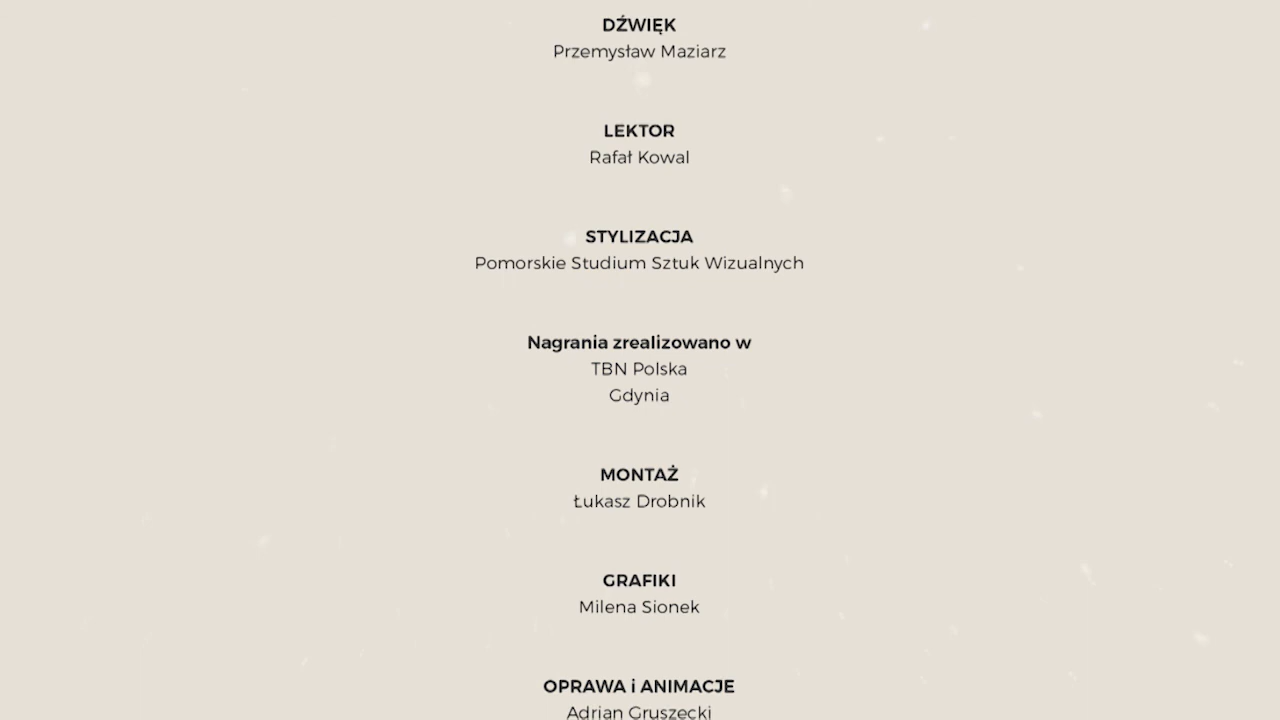 DŹWIĘK
Przemysław Maziarz
LEKTOR
Rafał Kowal
STYLIZACJA
Pomorskie Studium Sztuk Wizualnych
Nagrania zrealizowano w
TBN Polska
Gdynia
MONTAŻ
Łukasz Drobnik
GRAFIKI
Milena Sionek
OPRAWA i ANIMACJE
Adrian Gruszecki